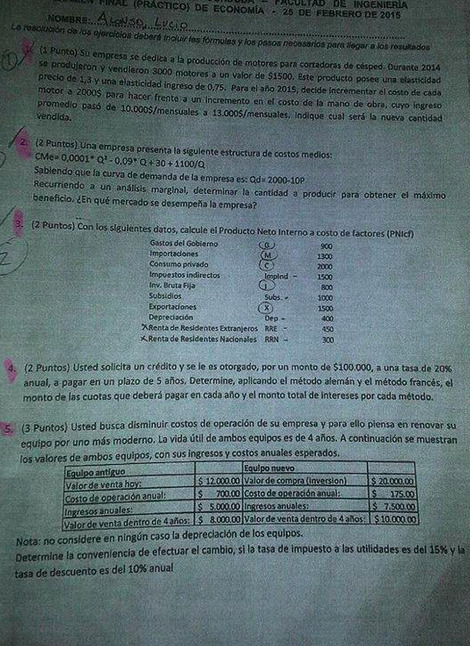 FINAL (PRÁCTICO) DE ECONOMÍA - 25 DE FEBRERO DE 2015
FACULTAD DE INGENIERÍA
NOMBRE: Alonso, Lucio
La resolución de los ejercicios deberá incluir las fórmulas y los pasos necesarios para llegar a los resultados
1 (1 Punto) Su empresa se dedica a la producción de motores para cortadoras de césped. Durante 2014
se produjeron y vendieron 3000 motores a un valor de $1500. Este producto posee una elasticidad
precio de 1,3 y una elasticidad ingreso de 0,75. Para el año 2015, decide incrementar el costo de cada
motor a 2000$ para hacer frente a un incremento en el costo de la mano de obra, cuyo ingreso
promedio pasó de 10.000$/mensuales a 13.000$/mensuales. Indique cual será la nueva cantidad
vendida.
2. (2 Puntos) Una empresa presenta la siguiente estructura de costos medios:
CMe= 0,0001* Q² - 0,09* Q + 30 + 1100/Q
Sabiendo que la curva de demanda de la empresa es: Qd= 2000-10P
Recurriendo a un análisis marginal, determinar la cantidad a producir para obtener el máximo
beneficio. ¿En qué mercado se desempeña la empresa?
3. (2 Puntos) Con los siguientes datos, calcule el Producto Neto Interno a costo de factores (PNIcf)
Gastos del Gobierno G 900
Importaciones M 1300
Consumo privado C 2000
Impuestos indirectos ImpInd - 1500
Inv. Bruta Fija I 800
Subsidios Subs. 1000
Exportaciones X 1500
Depreciación Dep - 400
Renta de Residentes Extranjeros RRE - 450
Renta de Residentes Nacionales RRN - 300
4. (2 Puntos) Usted solicita un crédito y se le es otorgado, por un monto de $100.000, a una tasa de 20%
anual, a pagar en un plazo de 5 años. Determine, aplicando el método alemán y el método francés, el
monto de las cuotas que deberá pagar en cada año y el monto total de intereses por cada método.
5. (3 Puntos) Usted busca disminuir costos de operación de su empresa y para ello piensa en renovar su
equipo por uno más moderno. La vida útil de ambos equipos es de 4 años. A continuación se muestran
los valores de ambos equipos, con sus ingresos y costos anuales esperados.
Equipo antiguo Equipo nuevo
Valor de venta hoy: $ 12.000.00 Valor de compra (inversion) $ 20.000.00
Costo de operación anual: $ 700.00 Costo de operación anual: $ 175.00
Ingresos anuales: $ 5.000.00 Ingresos anuales: $ 7.500.00
Valor de venta dentro de 4 años: $ 8.000.00 Valor de venta dentro de 4 años: $ 10.000.00
Nota: no considere en ningún caso la depreciación de los equipos.
Determine la conveniencia de efectuar el cambio, si la tasa de impuesto a las utilidades es del 15% y la
tasa de descuento es del 10% anual